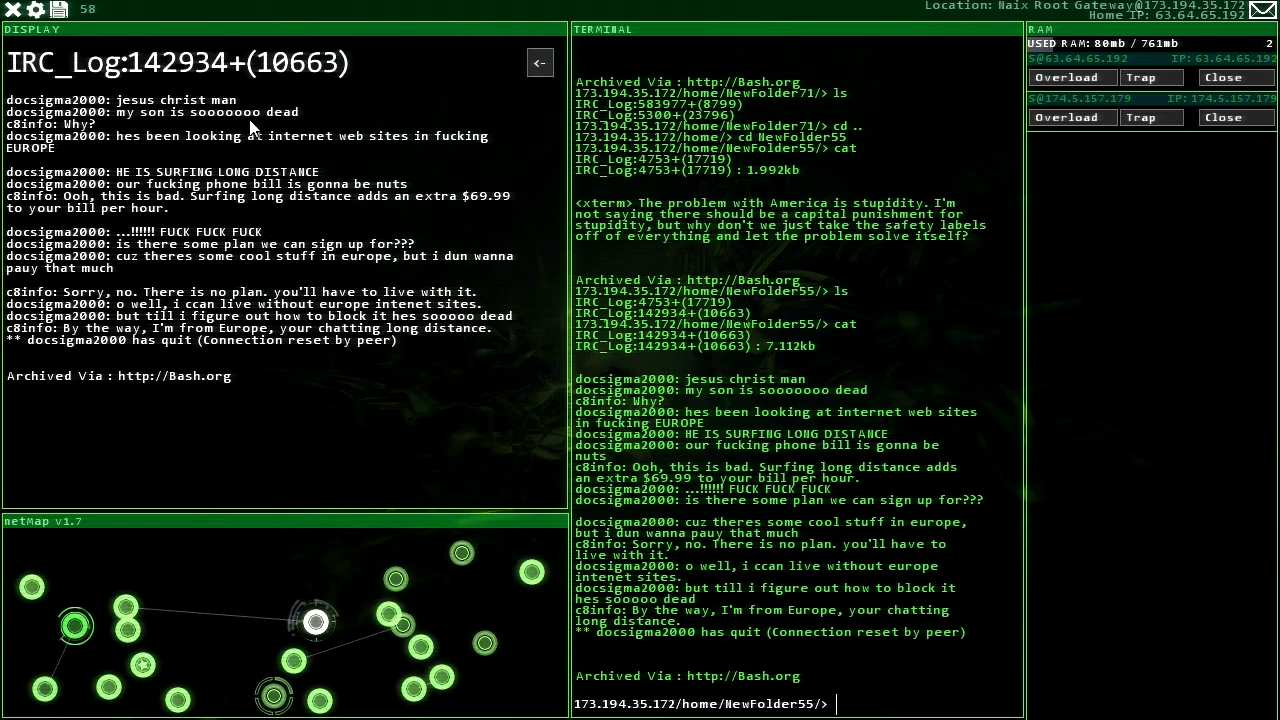 58
Location: Naix Root Gateway@173.194.35.172
Home IP: 63.64.65.192
DISPLAY
IRC_Log:142934+(10663)
<-
docsigma2000: jesus christ man
docsigma2000: my son is sooooooo dead
c8info: Why?
docsigma2000: hes been looking at internet web sites in fucking
EUROPE
docsigma2000: HE IS SURFING LONG DISTANCE
docsigma2000: our fucking phone bill is gonna be nuts
c8info: Ooh, this is bad. Surfing long distance adds an extra $69.99
to your bill per hour.
docsigma2000: ...!!!!!! FUCK FUCK FUCK
docsigma2000: is there some plan we can sign up for???
docsigma2000: cuz theres some cool stuff in europe, but i dun wanna
pauy that much
c8info: Sorry, no. There is no plan. you'll have to live with it.
docsigma2000: o well, i ccan live without europe intenet sites.
docsigma2000: but till i figure out how to block it hes sooooo dead
c8info: By the way, I'm from Europe, your chatting long distance.
** docsigma2000 has quit (Connection reset by peer)
Archived Via : http://Bash.org
netMap v1.7
TERMINAL
Archived Via : http://Bash.org
173.194.35.172/home/NewFolder71/> ls
IRC_Log:583977+(8799)
IRC_Log:5300+(23796)
173.194.35.172/home/NewFolder71/> cd ..
173.194.35.172/home/> cd NewFolder55
173.194.35.172/home/NewFolder55/> cat
IRC_Log:4753+(17719)
IRC_Log:4753+(17719) : 1.992kb
<xterm> The problem with America is stupidity. I'm
not saying there should be a capital punishment for
stupidity, but why don't we just take the safety labels
off of everything and let the problem solve itself?
Archived Via : http://Bash.org
173.194.35.172/home/NewFolder55/> ls
IRC_Log:4753+(17719)
IRC_Log:142934+(10663)
173.194.35.172/home/NewFolder55/> cat
IRC_Log:142934+(10663)
IRC_Log:142934+(10663) : 7.112kb
docsigma2000: jesus christ man
docsigma2000: my son is sooooooo dead
c8info: Why?
docsigma2000: hes been looking at internet web sites
in fucking EUROPE
docsigma2000: HE IS SURFING LONG DISTANCE
docsigma2000: our fucking phone bill is gonna be
nuts
c8info: Ooh, this is bad. Surfing long distance adds
an extra $69.99 to your bill per hour.
docsigma2000: ...!!!!!! FUCK FUCK FUCK
docsigma2000: is there some plan we can sign up for???
docsigma2000: cuz theres some cool stuff in europe,
but i dun wanna pauy that much
c8info: Sorry, no. There is no plan. you'll have to
live with it.
docsigma2000: o well, i ccan live without europe
intenet sites.
docsigma2000: but till i figure out how to block it
hes sooooo dead
c8info: By the way, I'm from Europe, your chatting
long distance.
** docsigma2000 has quit (Connection reset by peer)
Archived Via : http://Bash.org
173.194.35.172/home/NewFolder55/>
RAM
USED RAM: 80mb / 761mb 2
S@63.64.65.192 IP: 63.64.65.192
Overload Trap Close
S@174.5.157.179 IP: 174.5.157.179
Overload Trap Close